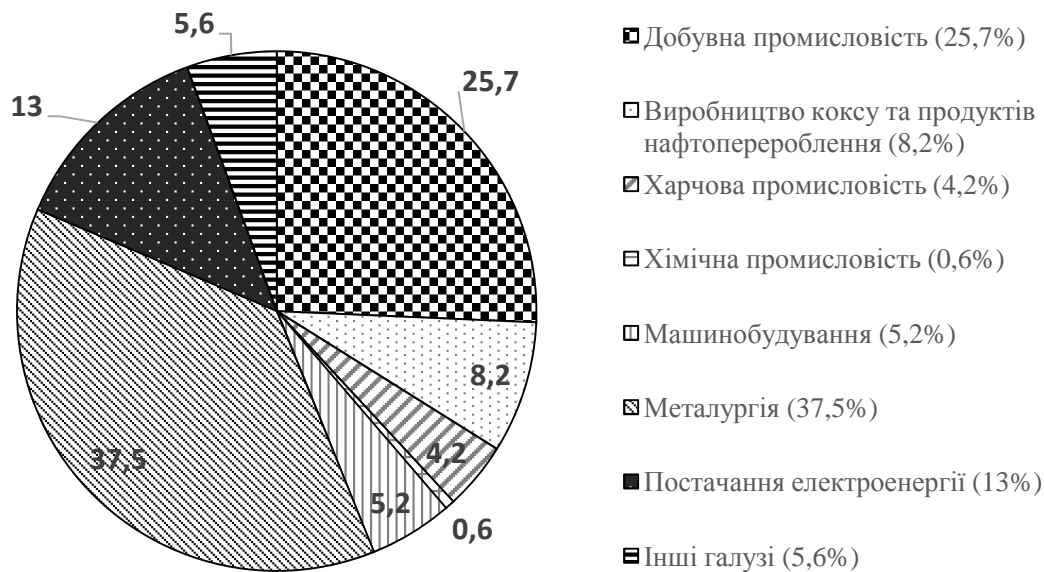 5,6
13
25,7
8,2
4,2
0,6
5,2
37,5
Добувна промисловість (25,7%)
Виробництво коксу та продуктів
нафтоперероблення (8,2%)
Харчова промисловість (4,2%)
Хімічна промисловість (0,6%)
Машинобудування (5,2%)
Металургія (37,5%)
Постачання електроенергії (13%)
Інші галузі (5,6%)